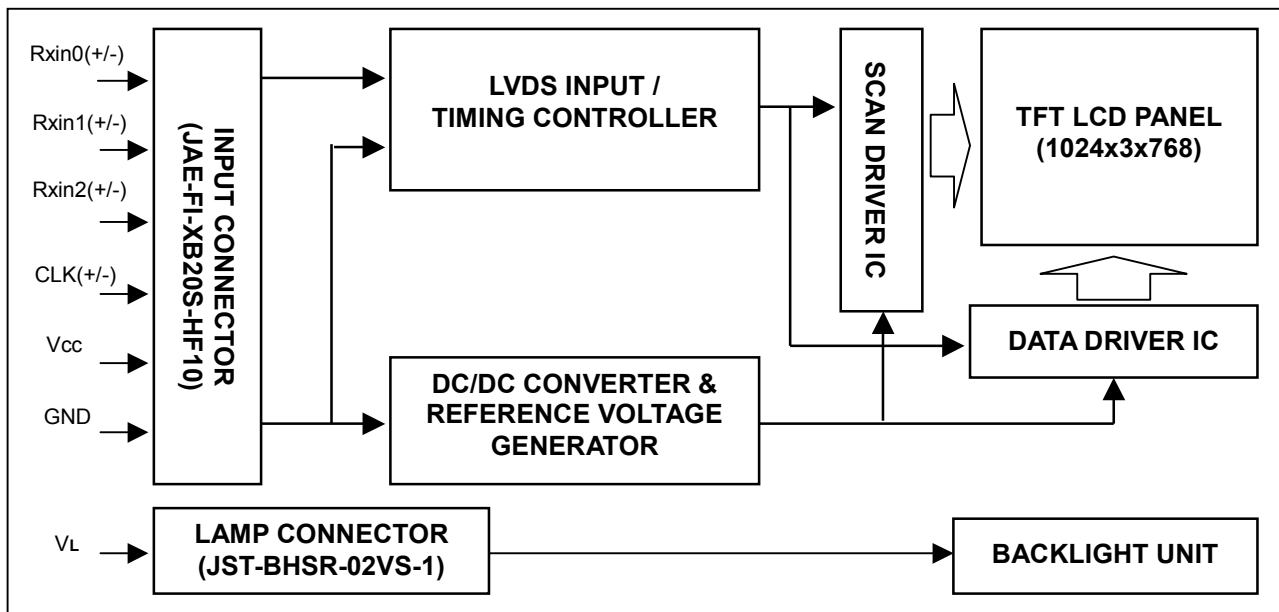 Rxin0(+/-)
Rxin1(+/-)
Rxin2(+/-)
CLK(+/-)
Vcc
GND
VL
INPUT CONNECTOR
(JAE-FI-XB20S-HF10)
LVDS INPUT /
TIMING CONTROLLER
SCAN DRIVER IC
TFT LCD PANEL
(1024x3x768)
DATA DRIVER IC
DC/DC CONVERTER &
REFERENCE VOLTAGE
GENERATOR
LAMP CONNECTOR
(JST-BHSR-02VS-1)
BACKLIGHT UNIT